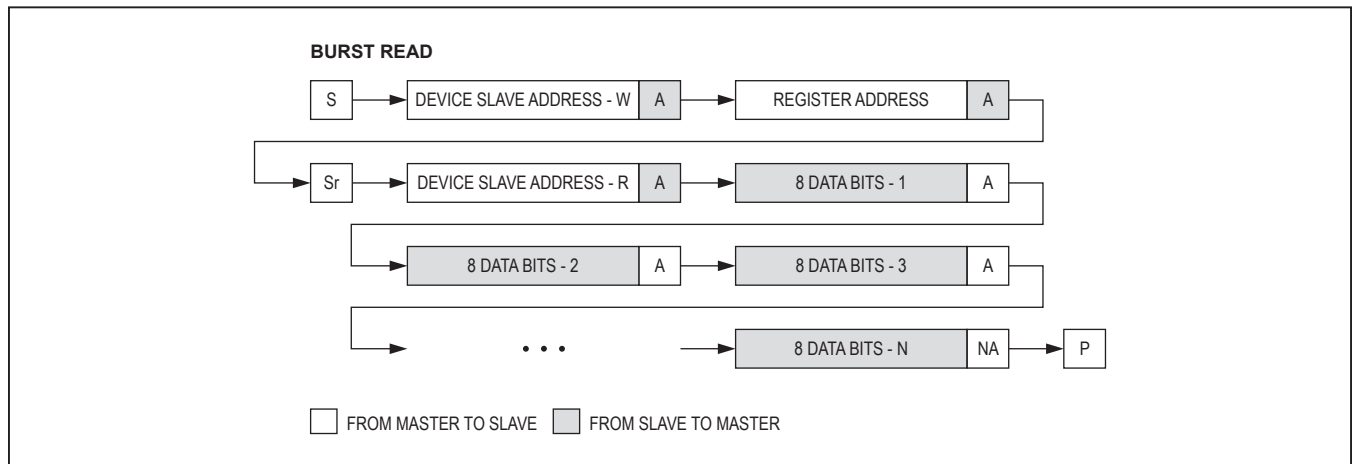 BURST READ
S DEVICE SLAVE ADDRESS - W A REGISTER ADDRESS A
Sr DEVICE SLAVE ADDRESS - R A 8 DATA BITS - 1 A
8 DATA BITS - 2 A 8 DATA BITS - 3 A
• • • 8 DATA BITS - N NA P
FROM MASTER TO SLAVE FROM SLAVE TO MASTER